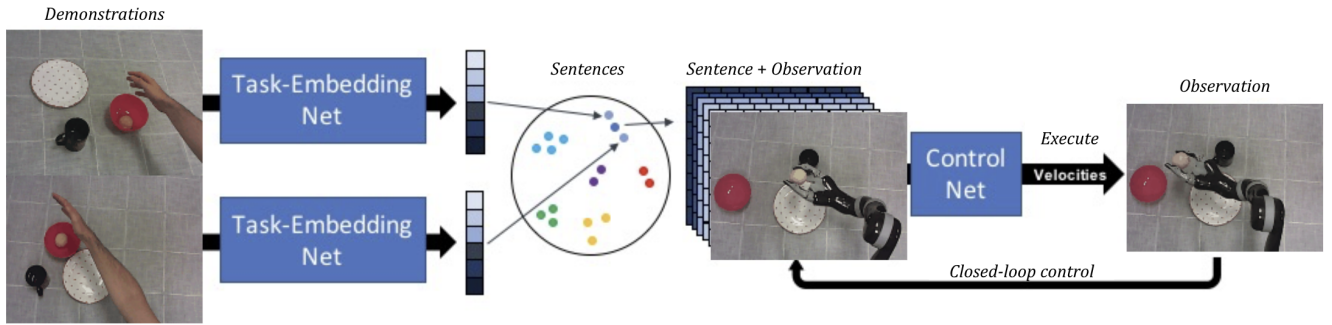 Demonstrations
Task-Embedding
Net
Task-Embedding
Net
Sentences
Sentence + Observation
Control
Net
Execute
Velocities
Observation
Closed-loop control